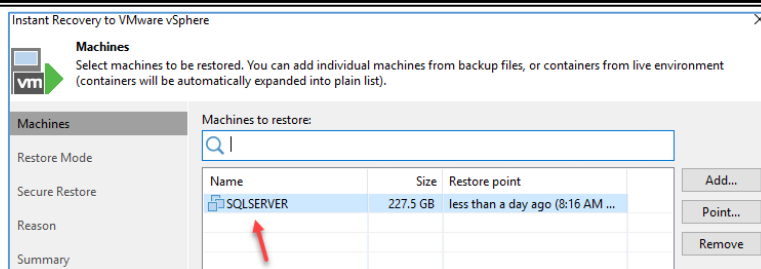 Instant Recovery to VMware vSphere
Machines
Select machines to be restored. You can add individual machines from backup files, or containers from live environment
(containers will be automatically expanded into plain list).
vm
Machines
Restore Mode
Secure Restore
Reason
Summary
Machines to restore:
Name Size Restore point
SQLSERVER 227.5 GB less than a day ago (8:16 AM ...
Add...
Point...
Remove